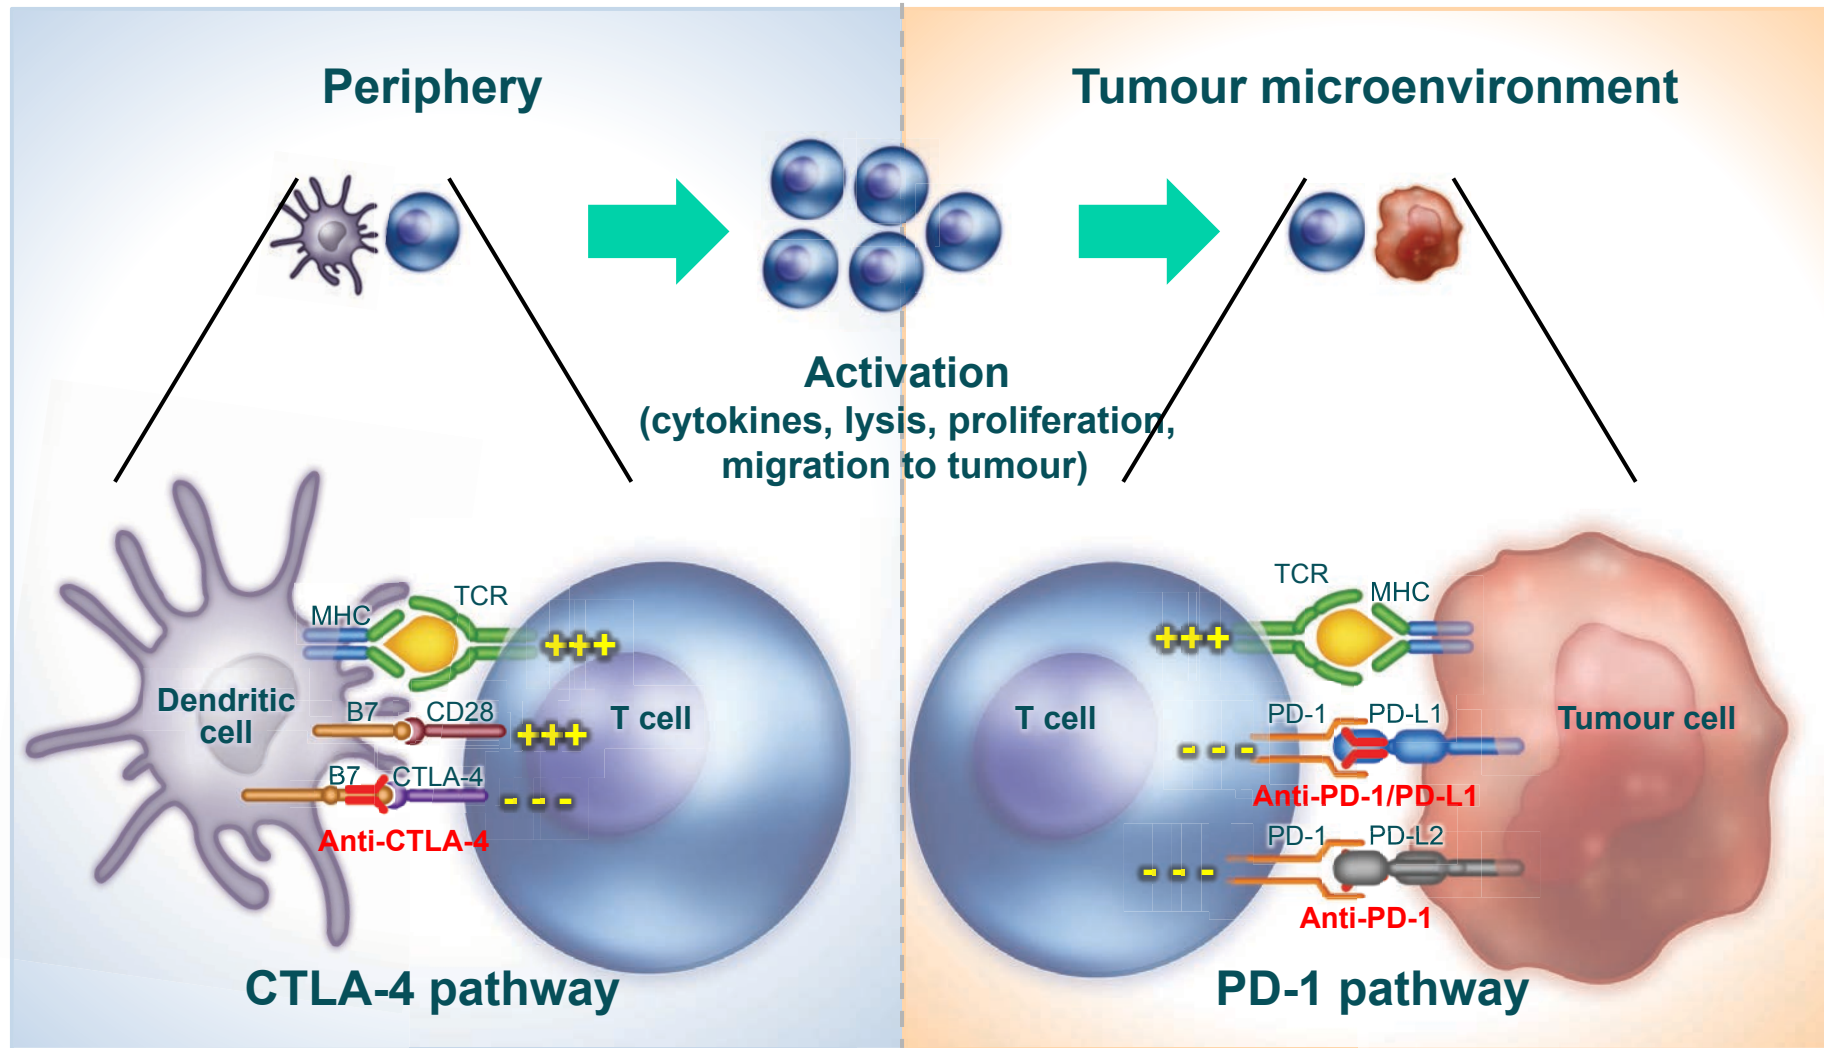 Periphery
Tumour microenvironment
Activation
(cytokines, lysis, proliferation,
migration to tumour)
MHC
TCR
+++
Dendritic
cell
B7
CD28
+++
T cell
B7
CTLA-4
- - -
Anti-CTLA-4
CTLA-4 pathway
TCR
MHC
+++
T cell
PD-1
PD-L1
Tumour cell
- - -
Anti-PD-1/PD-L1
PD-1
PD-L2
- - -
Anti-PD-1
PD-1 pathway